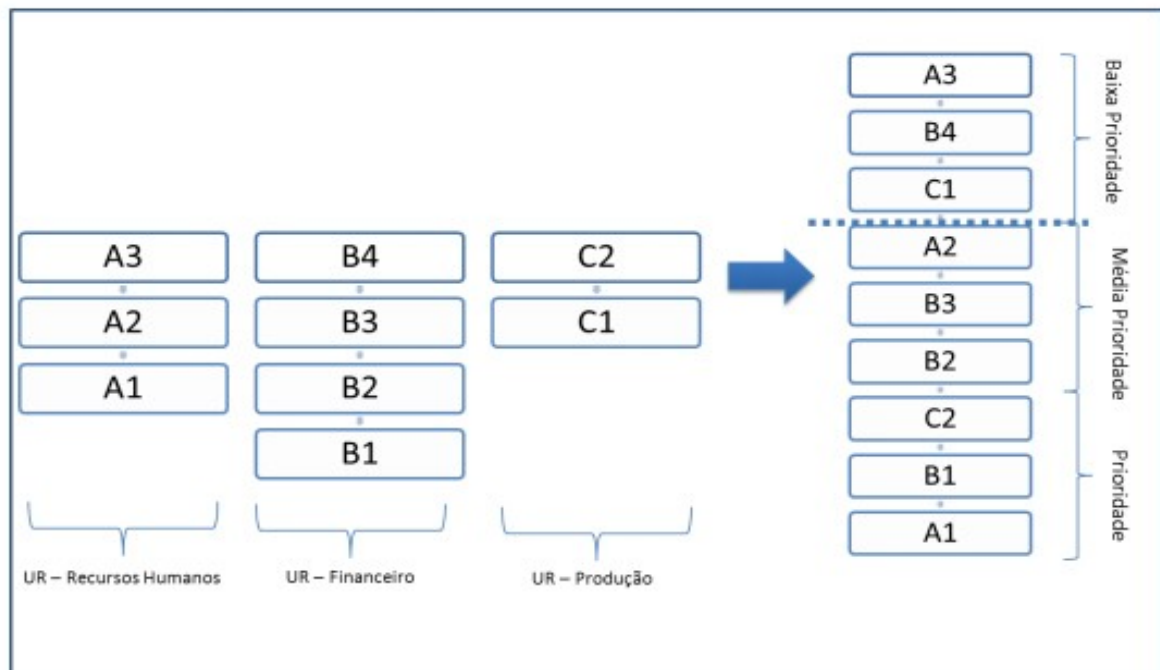 A3
A2
A1
UR – Recursos Humanos
B4
B3
B2
B1
UR – Financeiro
C2
C1
UR – Produção
A3
B4
C1
A2
B3
B2
C2
B1
A1
Baixa Prioridade
Média Prioridade
Prioridade